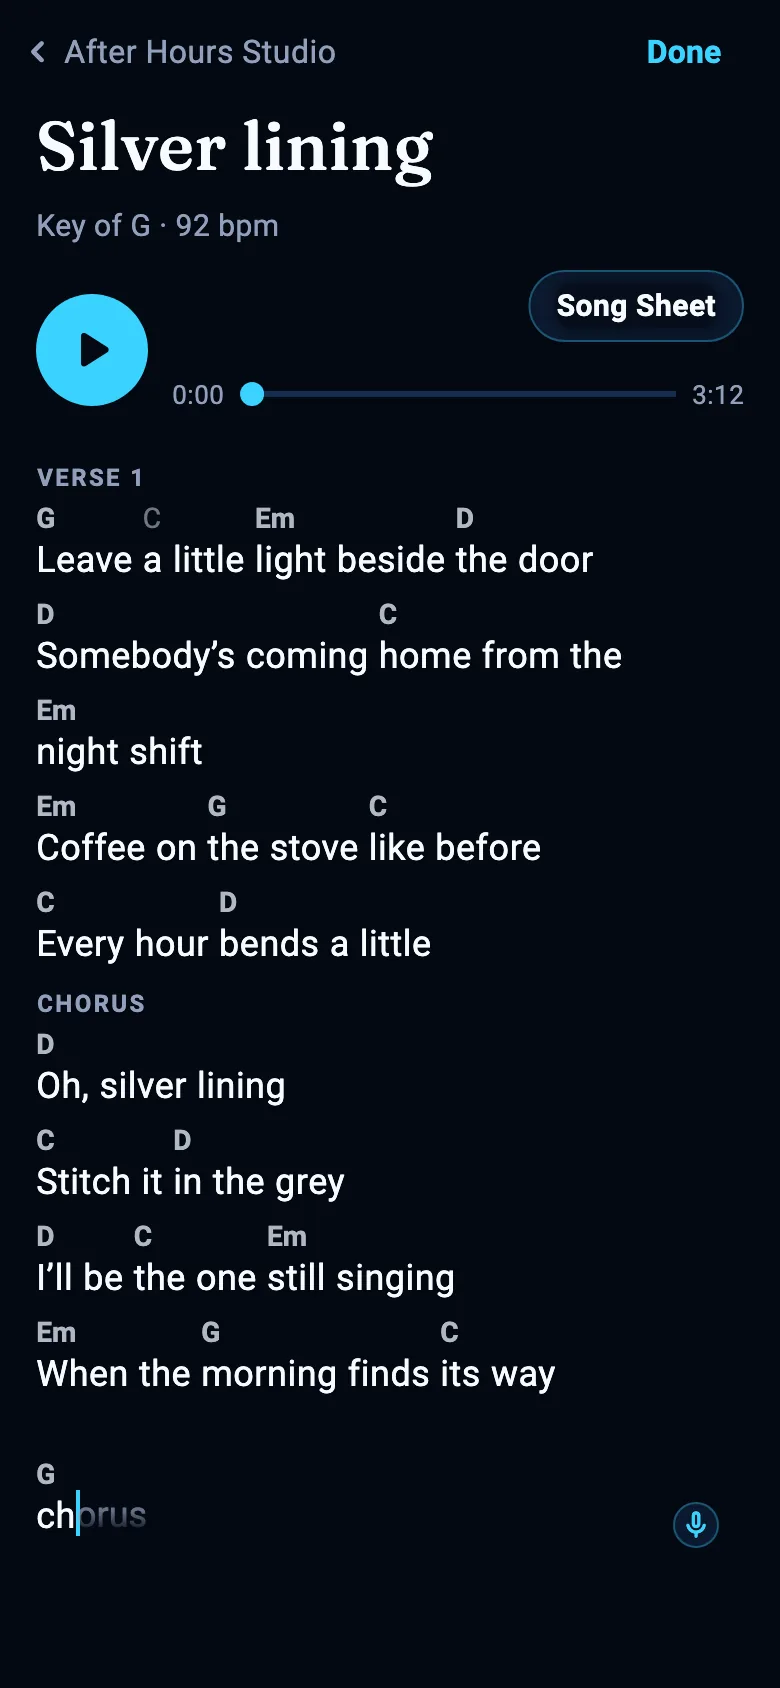 After Hours Studio
Done
Silver lining
Key of G · 92 bpm
Song Sheet
0:00
3:12
VERSE 1
G C Em D
Leave a little light beside the door
D C
Somebody’s coming home from the
Em
night shift
Em G C
Coffee on the stove like before
C D
Every hour bends a little
CHORUS
D
Oh, silver lining
C D
Stitch it in the grey
D C Em
I’ll be the one still singing
Em G C
When the morning finds its way
G
chorus